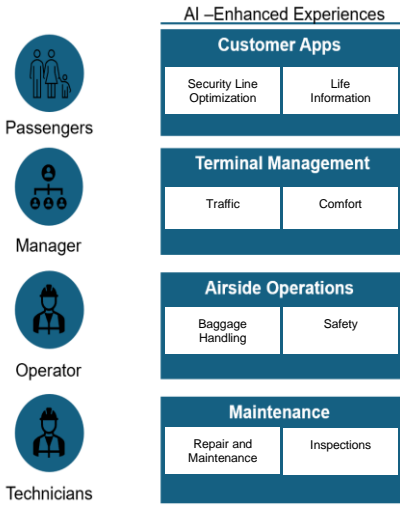 AI –Enhanced Experiences
Customer Apps
Security Line
Optimization
Life
Information
Passengers
Terminal Management
Traffic
Comfort
Manager
Airside Operations
Baggage
Handling
Safety
Operator
Maintenance
Repair and
Maintenance
Inspections
Technicians